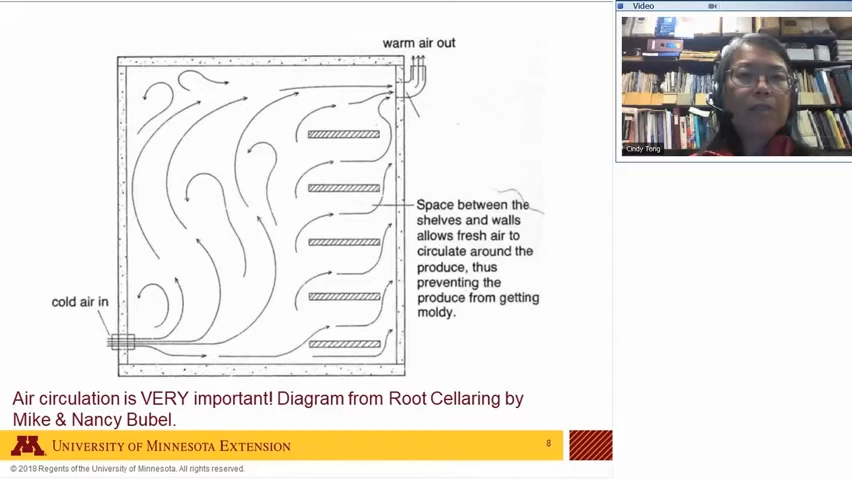 Video
warm air out
Cindy Tong
Space between the
shelves and walls
allows fresh air to
circulate around the
produce, thus
preventing the
produce from getting
moldy.
cold air in
Air circulation is VERY important! Diagram from Root Cellaring by
Mike & Nancy Bubel.
M UNIVERSITY OF MINNESOTA EXTENSION
8
© 2018 Regents of the University of Minnesota. All rights reserved.